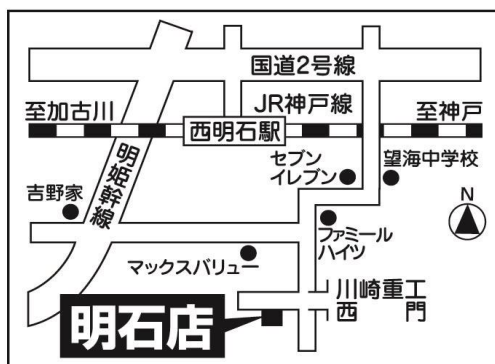 国道2号線
JR神戸線
至加古川
至神戸
西明石駅
明姫幹線
セブン
イレブン
望海中学校
吉野家
N
ファミール
ハイツ
マックスバリュー
川崎重工
西門
明石店